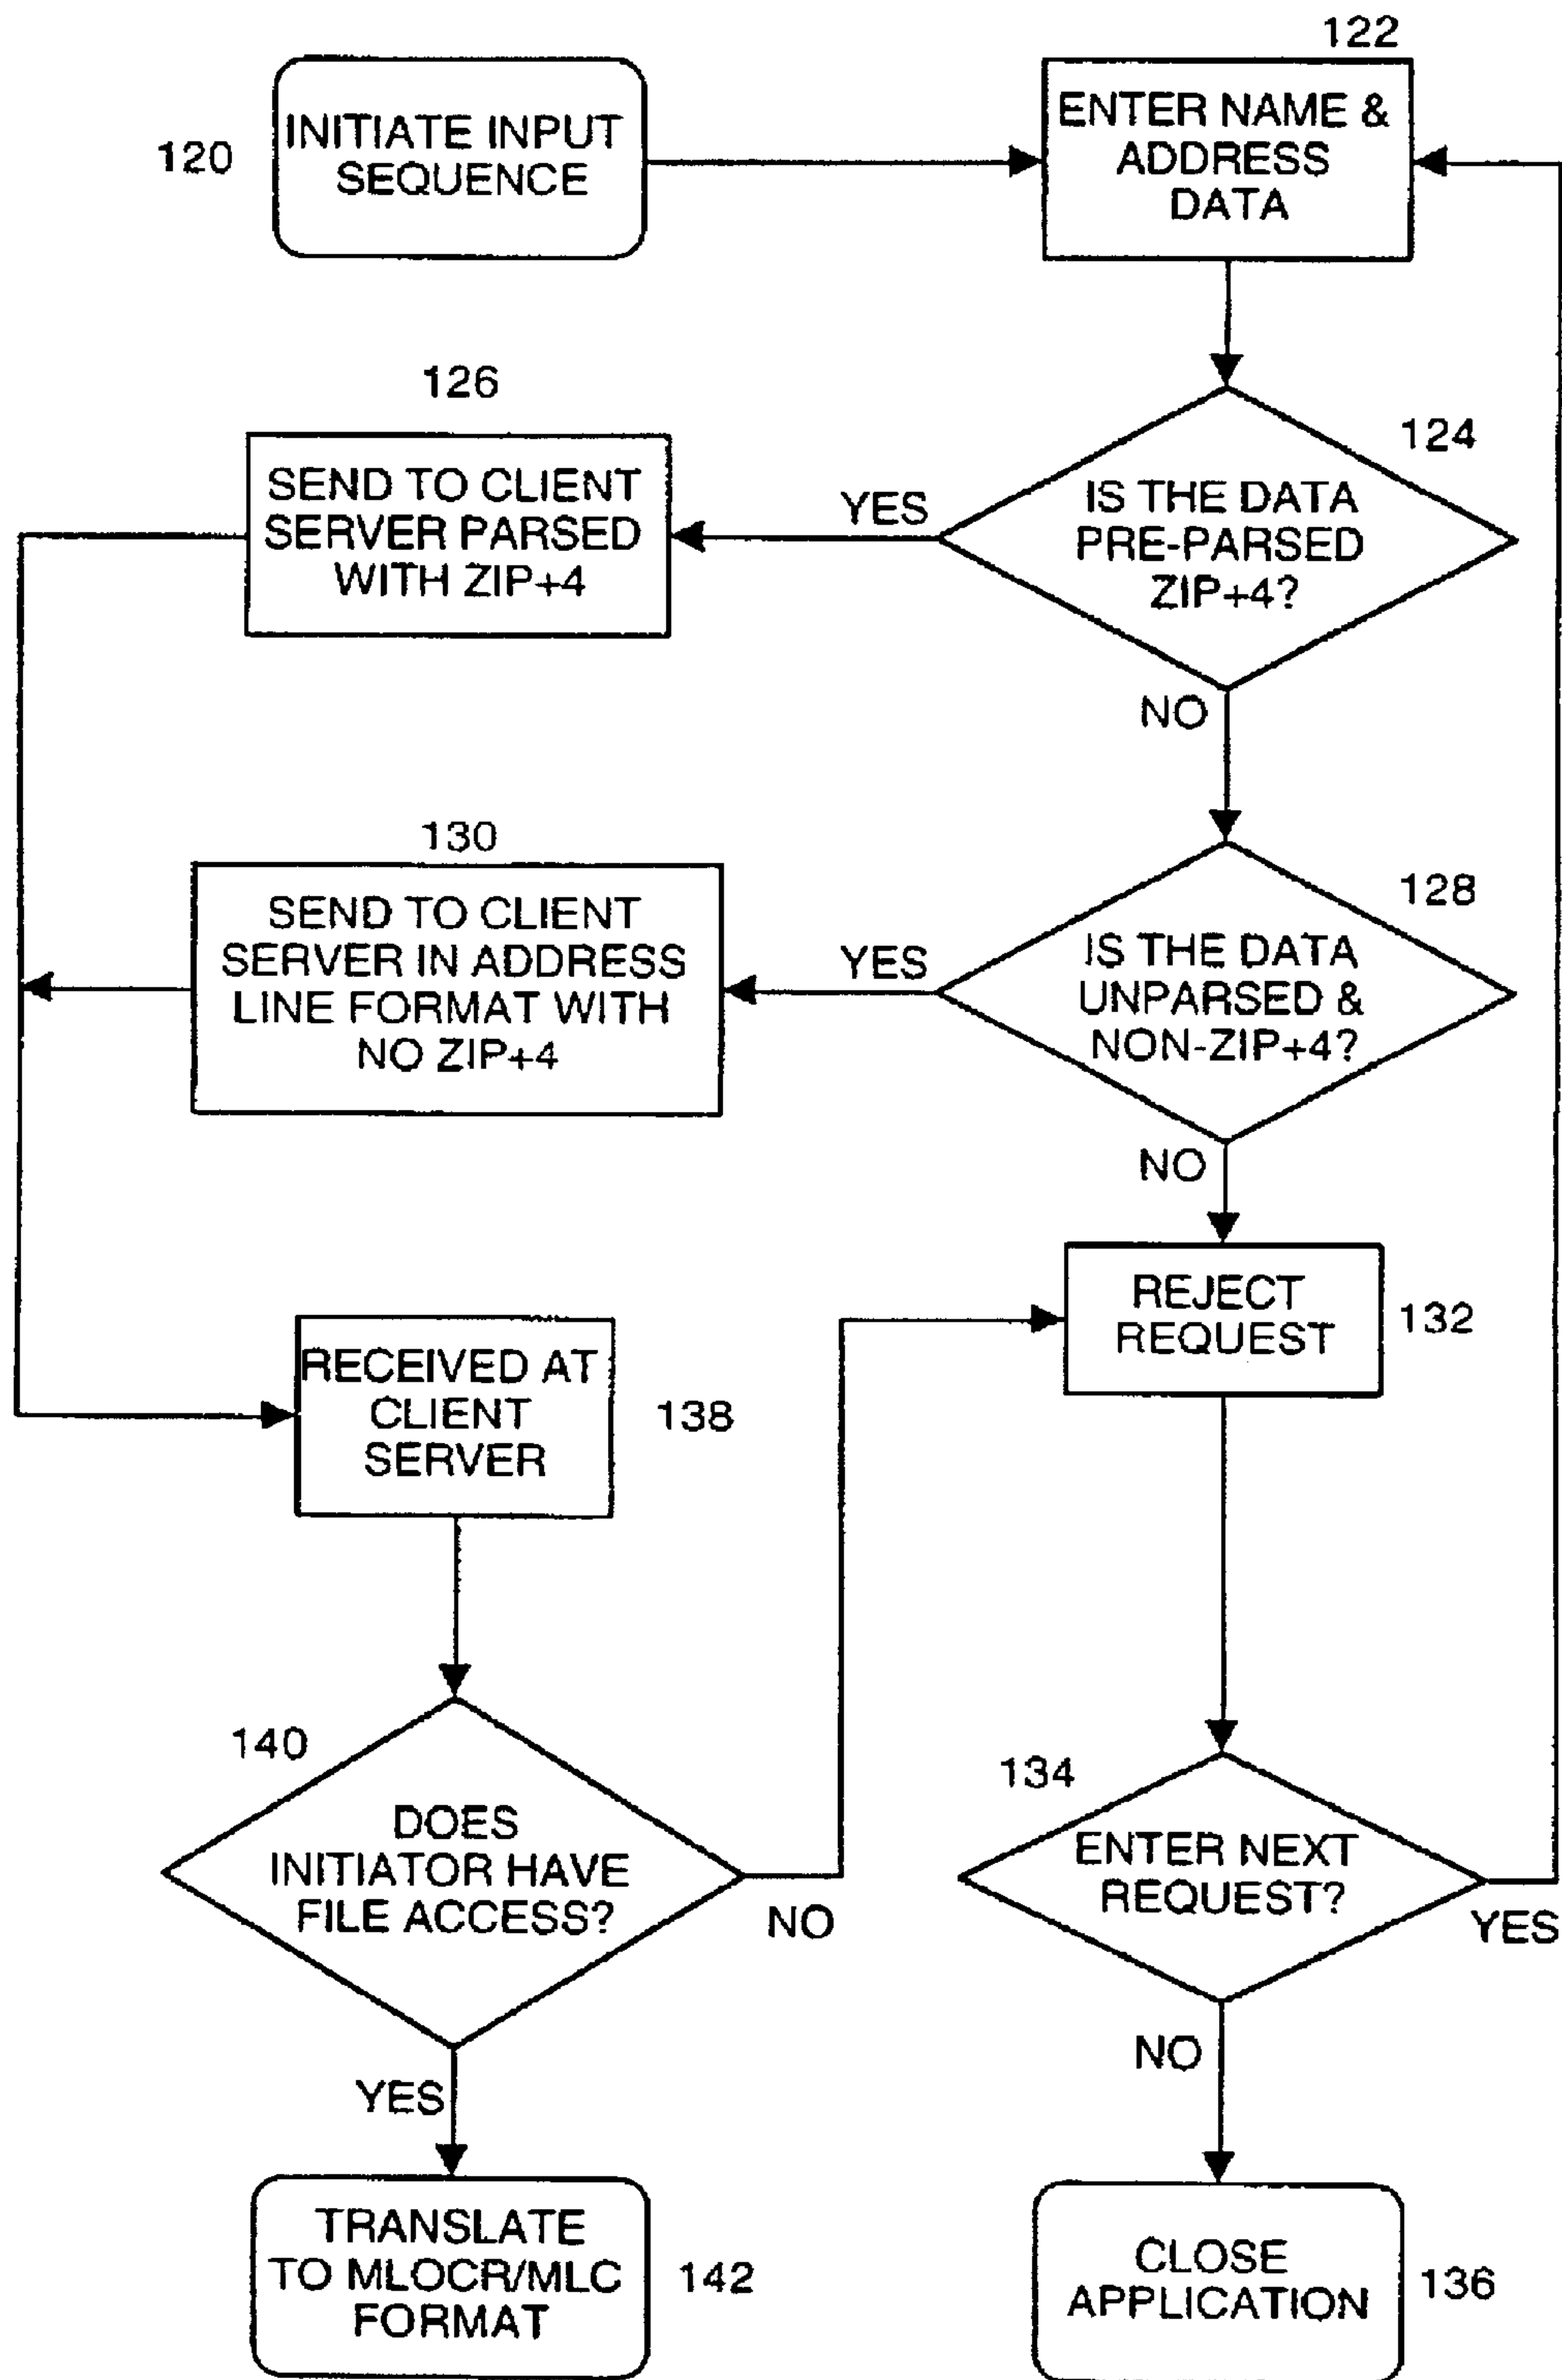 122
120
INITIATE INPUT
SEQUENCE
ENTER NAME &
ADDRESS
DATA
126
124
SEND TO CLIENT
SERVER PARSED
WITH ZIP+4
YES
IS THE DATA
PRE-PARSED
ZIP+4?
NO
130
128
SEND TO CLIENT
SERVER IN ADDRESS
LINE FORMAT WITH
NO ZIP+4
YES
IS THE DATA
UNPARSED &
NON-ZIP+4?
NO
REJECT
REQUEST
132
RECEIVED AT
CLIENT
SERVER
138
140
DOES
INITIATOR HAVE
FILE ACCESS?
NO
134
ENTER NEXT
REQUEST?
YES
NO
YES
TRANSLATE
TO MLOCR/MLC
FORMAT
142
CLOSE
APPLICATION
136